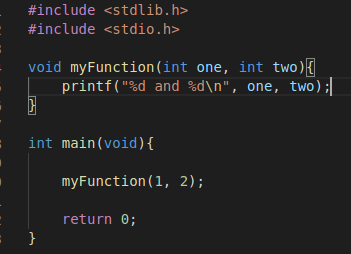 #include <stdlib.h>
#include <stdio.h>
void myFunction(int one, int two){
    printf("%d and %d\n", one, two);
}
int main(void){
    myFunction(1, 2);
    return 0;
}